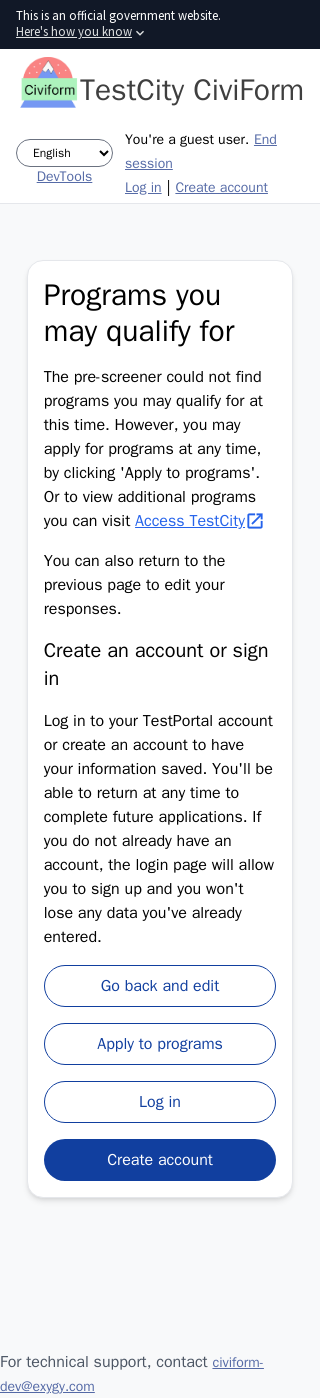 This is an official government website.
Here's how you know
Civiform
TestCity CiviForm
English
DevTools
You're a guest user. End
session
Log in | Create account
Programs you
may qualify for
The pre-screener could not find
programs you may qualify for at
this time. However, you may
apply for programs at any time,
by clicking 'Apply to programs'.
Or to view additional programs
you can visit Access TestCity
You can also return to the
previous page to edit your
responses.
Create an account or sign
in
Log in to your TestPortal account
or create an account to have
your information saved. You'll be
able to return at any time to
complete future applications. If
you do not already have an
account, the login page will allow
you to sign up and you won't
lose any data you've already
entered.
Go back and edit
Apply to programs
Log in
Create account
For technical support, contact civiform-
dev@exygy.com